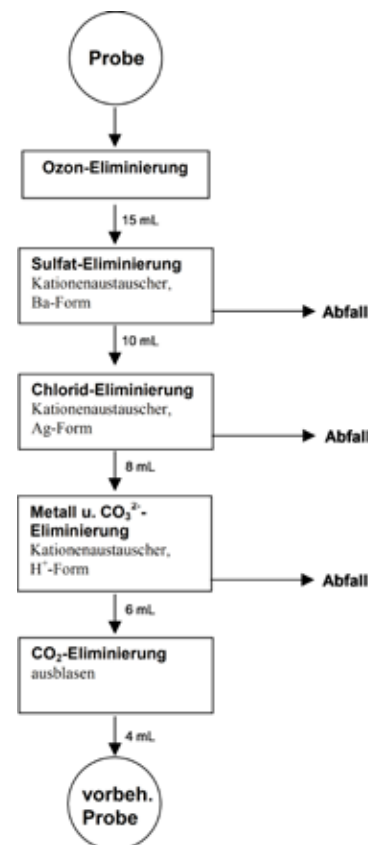 Probe
Ozon-Eliminierung
15 mL
Sulfat-Eliminierung
Kationenaustauscher,
Ba-Form
Abfall
10 mL
Chlorid-Eliminierung
Kationenaustauscher,
Ag-Form
Abfall
8 mL
Metall u. CO₃²⁻-
Eliminierung
Kationenaustauscher,
H⁺-Form
Abfall
6 mL
CO₂-Eliminierung
ausblasen
4 mL
vorbeh.
Probe